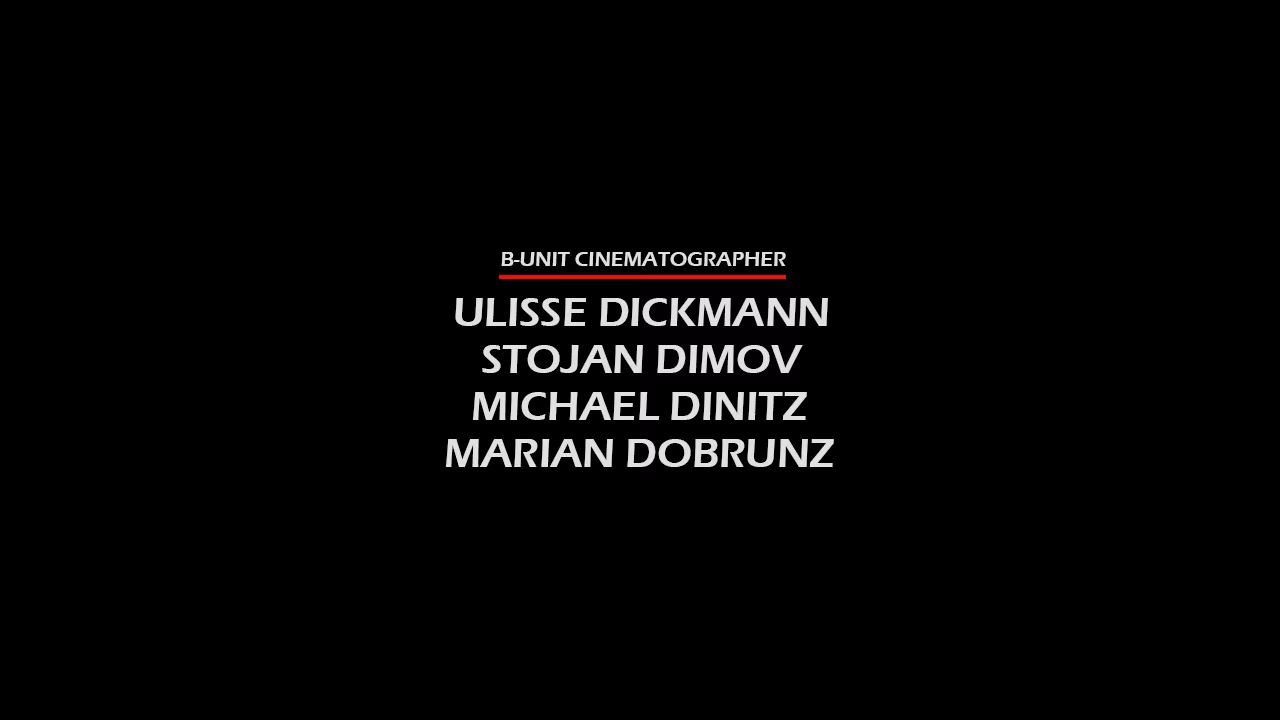 B-UNIT CINEMATOGRAPHER
ULISSE DICKMANN
STOJAN DIMOV
MICHAEL DINITZ
MARIAN DOBRUNZ